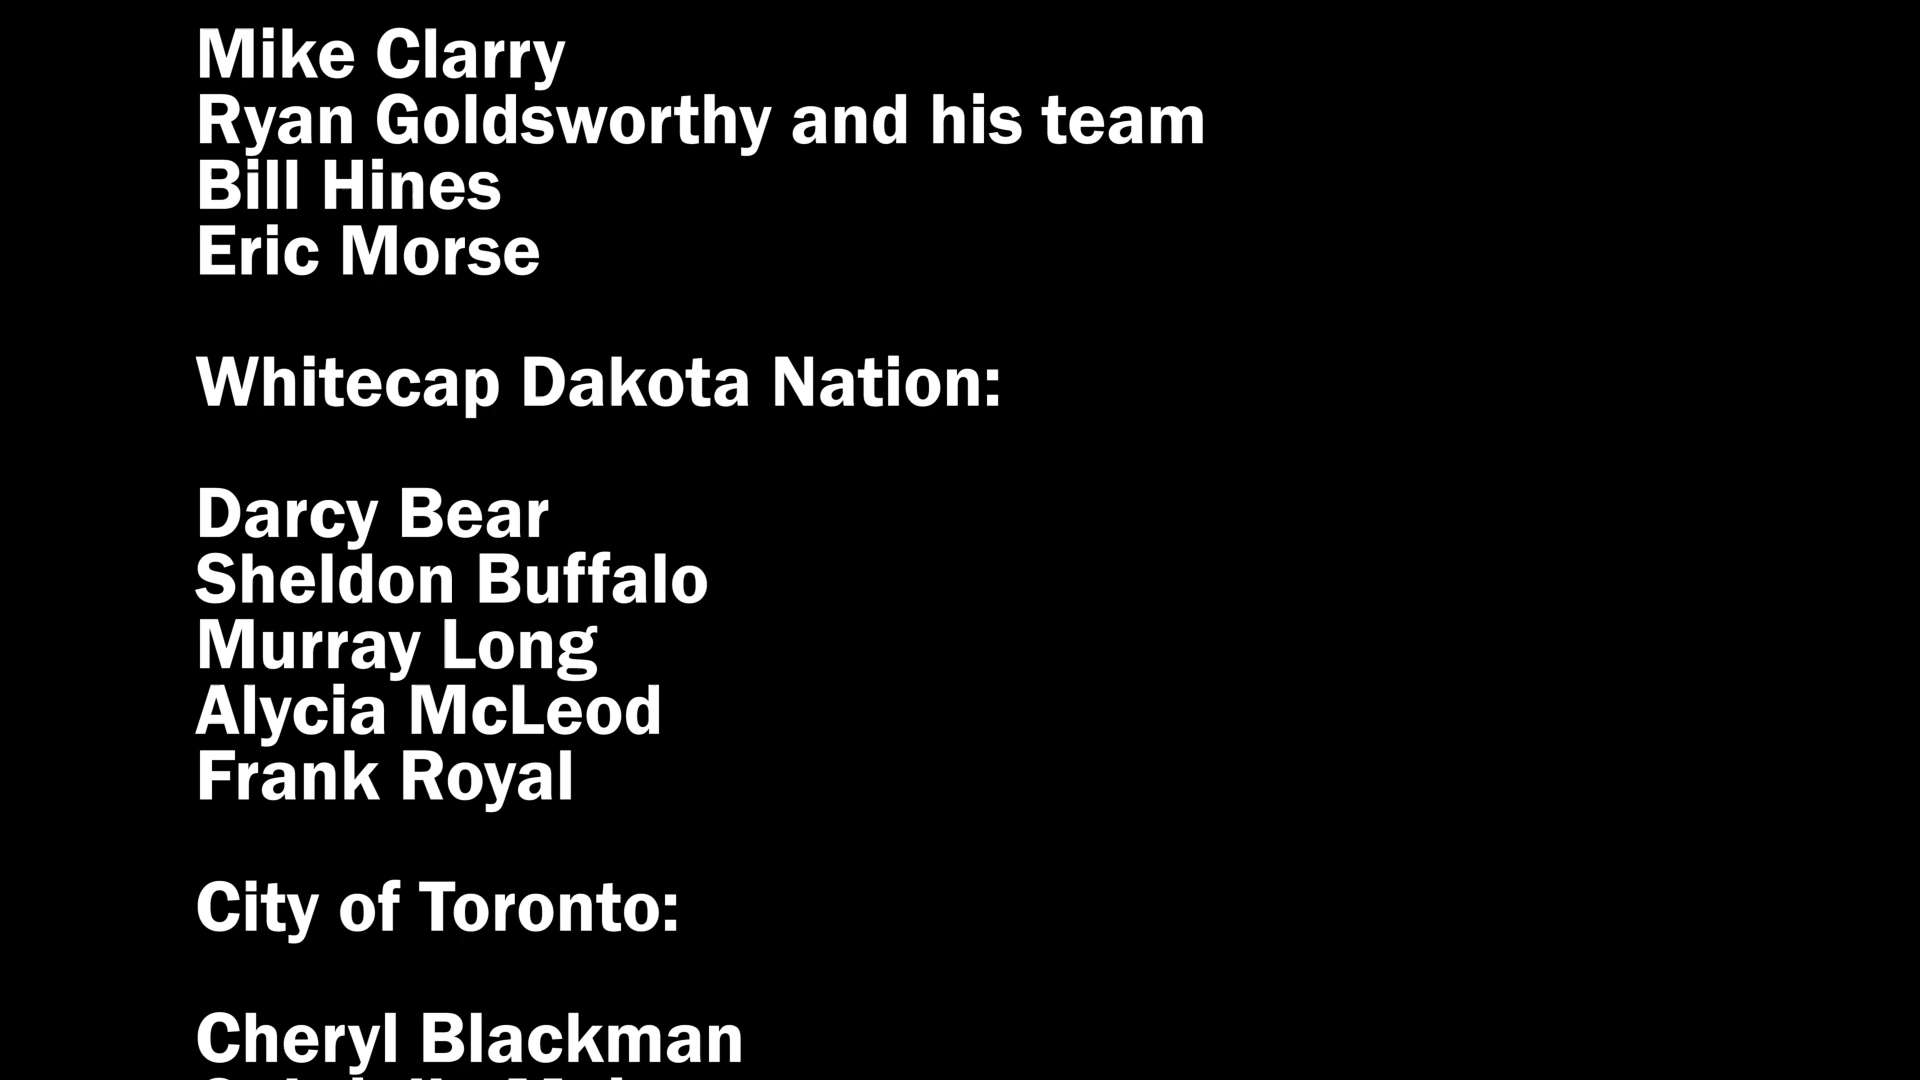 Mike Clarry
Ryan Goldsworthy and his team
Bill Hines
Eric Morse
Whitecap Dakota Nation:
Darcy Bear
Sheldon Buffalo
Murray Long
Alycia McLeod
Frank Royal
City of Toronto:
Cheryl Blackman